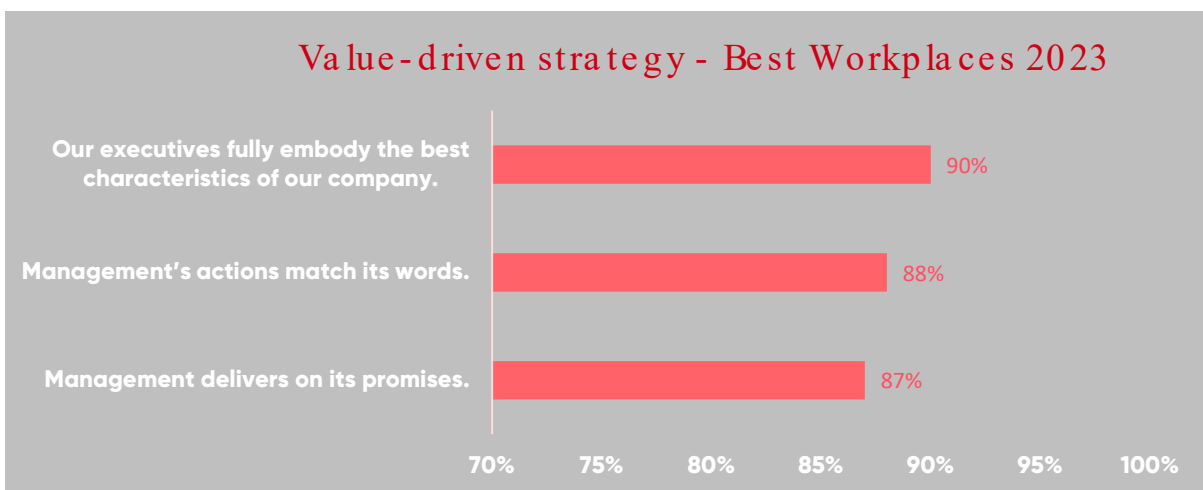 Value-driven strategy - Best Workplaces 2023
Our executives fully embody the best
characteristics of our company.
90%
Management’s actions match its words.
88%
Management delivers on its promises.
87%
70% 75% 80% 85% 90% 95% 100%